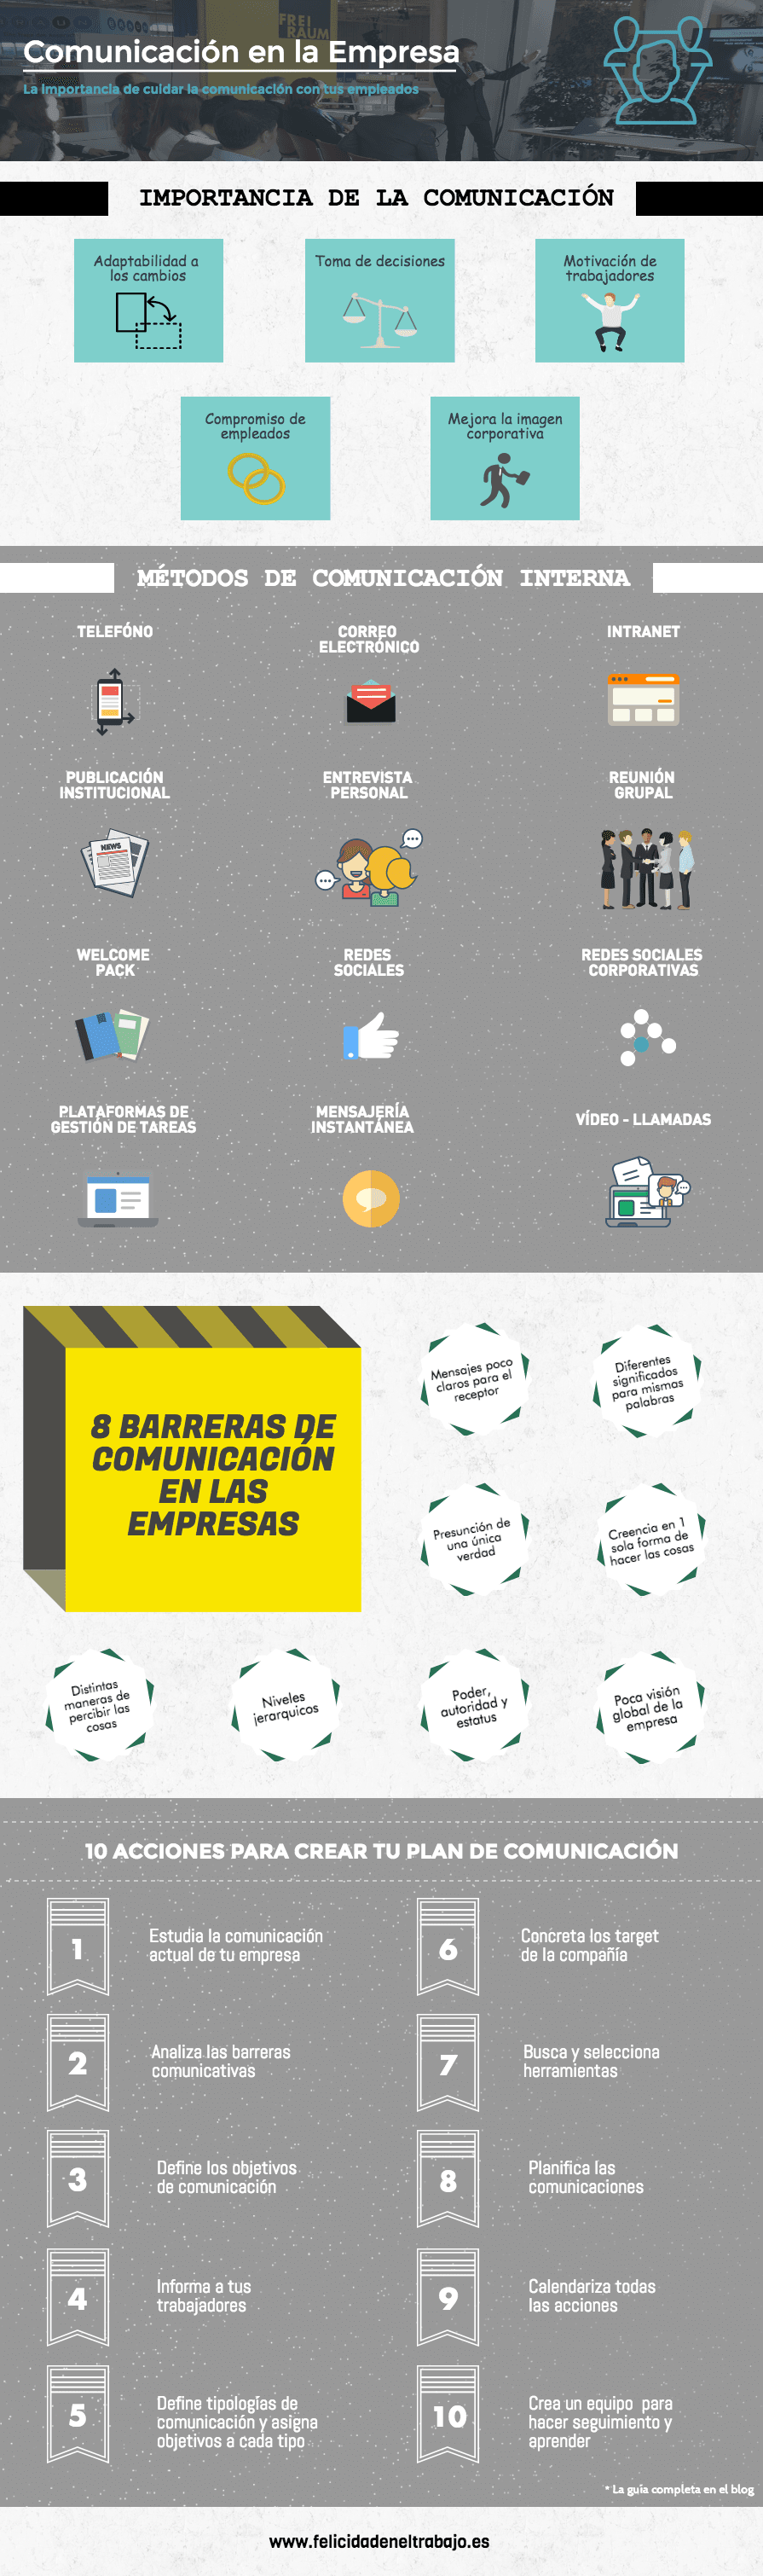 FREI
RAUM
Comunicación en la Empresa
La importancia de cuidar la comunicación con tus empleados
IMPORTANCIA DE LA COMUNICACIÓN
Adaptabilidad a
los cambios
Toma de decisiones
Motivación de
trabajadores
Compromiso de
empleados
Mejora la imagen
corporativa
MÉTODOS DE COMUNICACIÓN INTERNA
TELEFÓNO
CORREO
ELECTRÓNICO
INTRANET
PUBLICACIÓN
INSTITUCIONAL
ENTREVISTA
PERSONAL
REUNIÓN
GRUPAL
NEWS
WELCOME
PACK
REDES
SOCIALES
REDES SOCIALES
CORPORATIVAS
PLATAFORMAS DE
GESTIÓN DE TAREAS
MENSAJERÍA
INSTANTÁNEA
VÍDEO - LLAMADAS
8 BARRERAS DE
COMUNICACIÓN
EN LAS
EMPRESAS
Mensajes poco
claros para el
receptor
Diferentes
significados
para mismas
palabras
Presunción de
una única
verdad
Creencia en 1
sola forma de
hacer las cosas
Distintas
maneras de
percibir las
cosas
Niveles
jerarquicos
Poder,
autoridad y
estatus
Poca visión
global de la
empresa
10 ACCIONES PARA CREAR TU PLAN DE COMUNICACIÓN
1
Estudia la comunicación
actual de tu empresa
2
Analiza las barreras
comunicativas
3
Define los objetivos
de comunicación
4
Informa a tus
trabajadores
5
Define tipologías de
comunicación y asigna
objetivos a cada tipo
6
Concreta los target
de la compañía
7
Busca y selecciona
herramientas
8
Planifica las
comunicaciones
9
Calendariza todas
las acciones
10
Crea un equipo para
hacer seguimiento y
aprender
* La guía completa en el blog
www.felicidadeneltrabajo.es